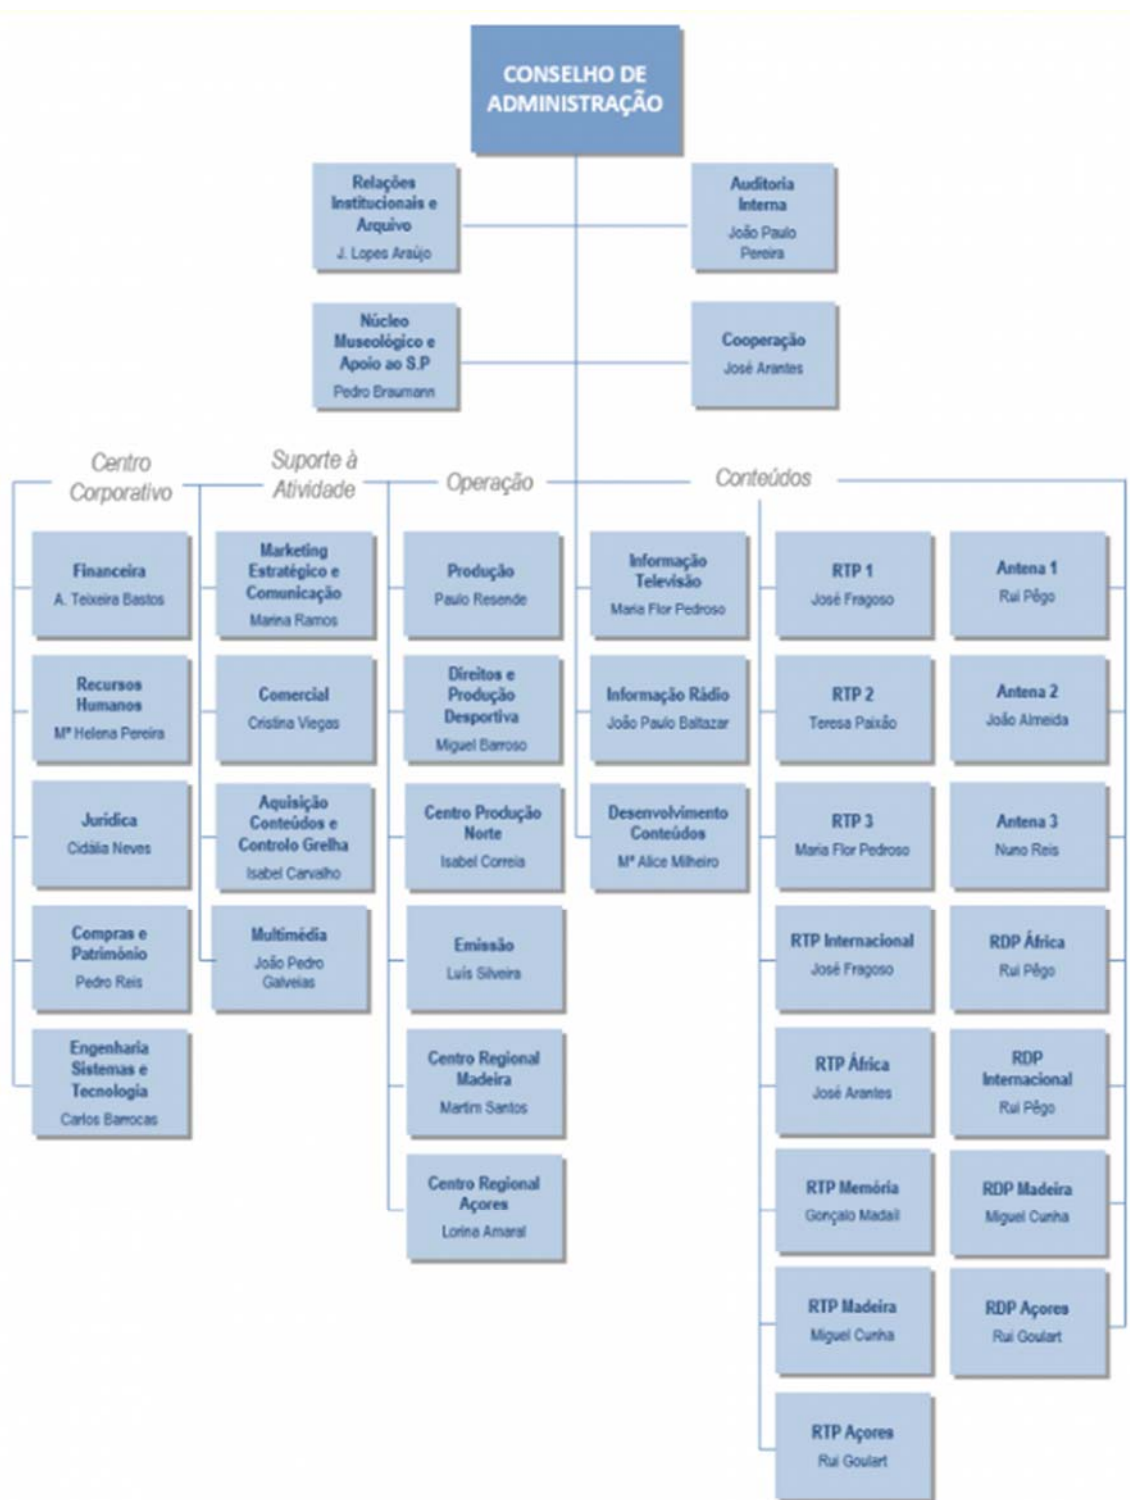 CONSELHO DE
ADMINISTRAÇÃO
Relações
Institucionais e
Arquivo
J. Lopes Araújo
Auditoria
Interna
João Paulo
Pereira
Núcleo
Museológico e
Apoio ao S.P
Pedro Braumann
Cooperação
José Arantes
Centro
Corporativo
Financeira
A. Teixeira Bastos
Recursos
Humanos
Mª Helena Pereira
Jurídica
Cidália Neves
Compras e
Património
Pedro Reis
Engenharia
Sistemas e
Tecnologia
Carlos Barrocas
Suporte à
Atividade
Marketing
Estratégico e
Comunicação
Marina Ramos
Comercial
Cristina Viegas
Aquisição
Conteúdos e
Controlo Grelha
Isabel Carvalho
Multimédia
João Pedro
Galveias
Operação
Produção
Paulo Resende
Direitos e
Produção
Desportiva
Miguel Barroso
Centro Produção
Norte
Isabel Correia
Emissão
Luís Silveira
Centro Regional
Madeira
Martim Santos
Centro Regional
Açores
Lorina Amaral
Conteúdos
Informação
Televisão
Maria Flor Pedroso
Informação Rádio
João Paulo Baltazar
Desenvolvimento
Conteúdos
Mª Alice Milheiro
RTP 1
José Fragoso
RTP 2
Teresa Paixão
RTP 3
Maria Flor Pedroso
RTP Internacional
José Fragoso
RTP África
José Arantes
RTP Memória
Gonçalo Madaíl
RTP Madeira
Miguel Cunha
RTP Açores
Rui Goulart
Antena 1
Rui Pêgo
Antena 2
João Almeida
Antena 3
Nuno Reis
RDP África
Rui Pêgo
RDP
Internacional
Rui Pêgo
RDP Madeira
Miguel Cunha
RDP Açores
Rui Goulart